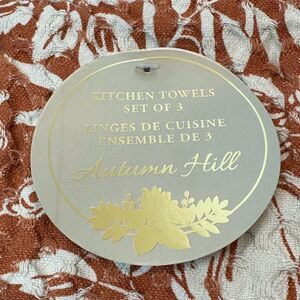 KITCHEN TOWELS
SET OF 3
LINGES DE CUISINE
ENSEMBLE DE 3
Autumn Hill